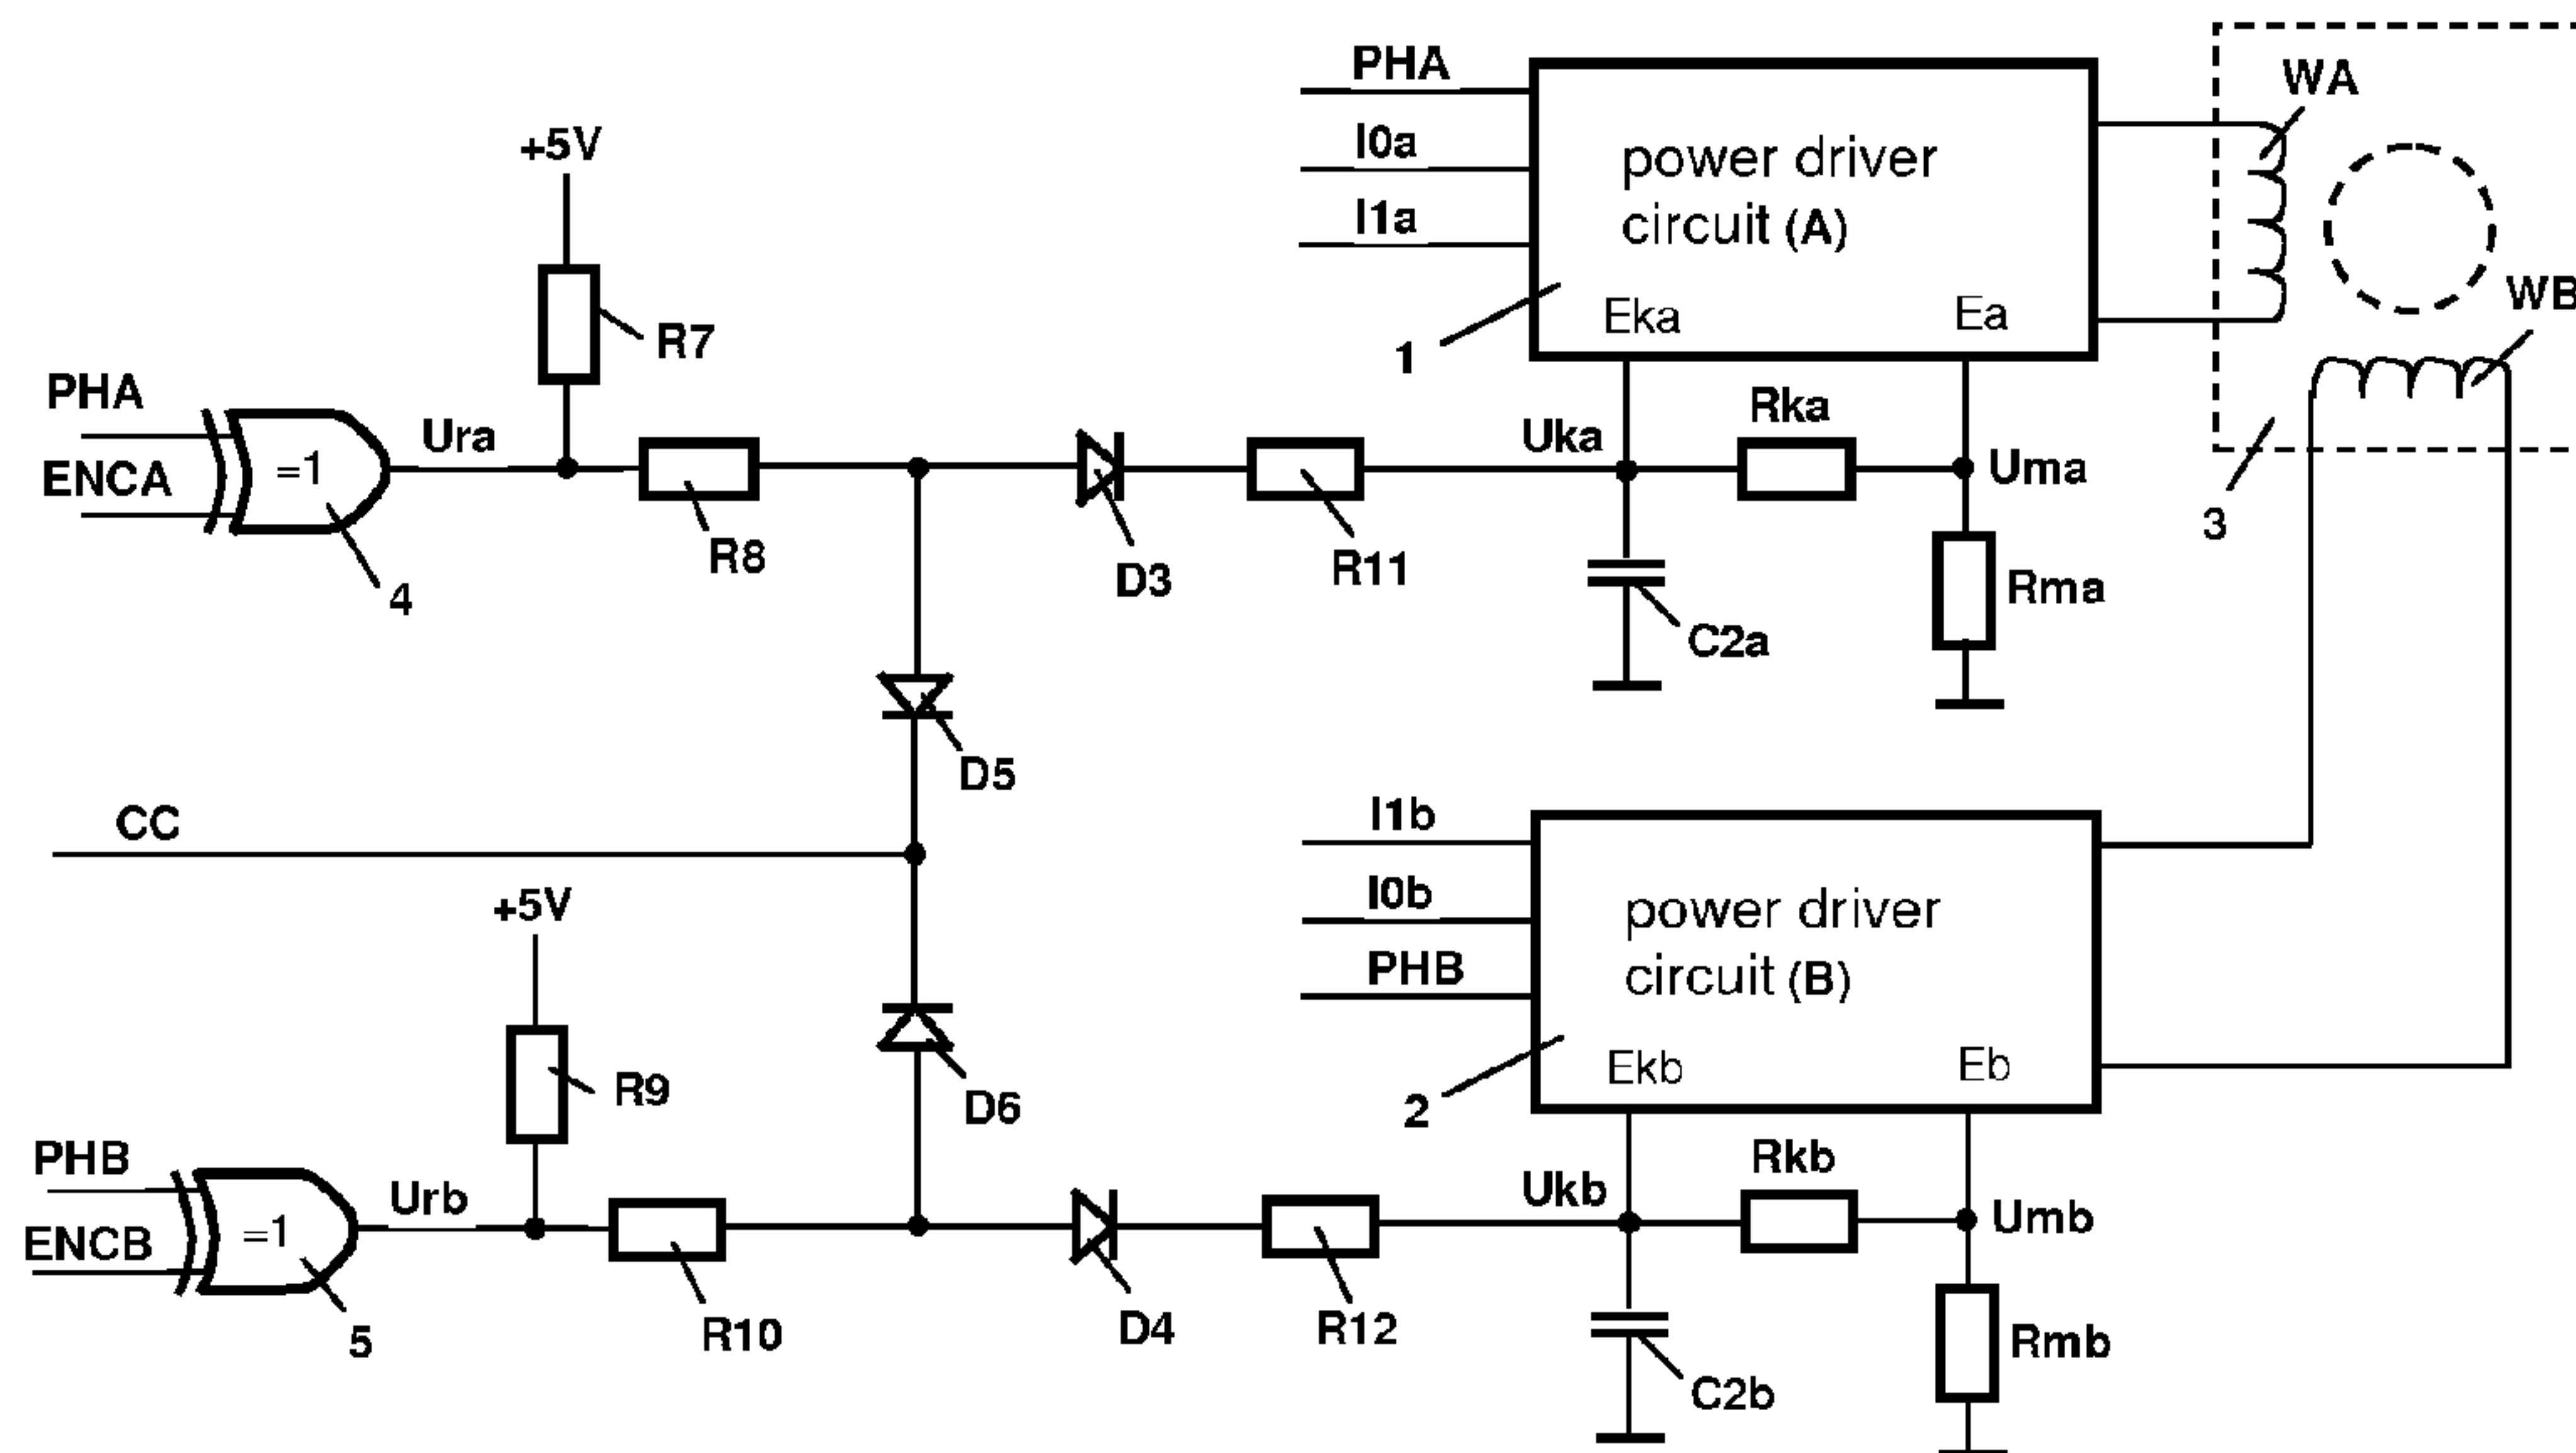 PHA
I0a
I1a
power driver
circuit (A)
Eka
Ea
1
WA
WB
3
+5V
R7
PHA
ENCA
=1
4
Ura
R8
D3
R11
Uka
Rka
Uma
Rma
C2a
D5
CC
D6
I1b
I0b
PHB
power driver
circuit (B)
Ekb
Eb
2
+5V
R9
PHB
ENCB
=1
5
Urb
R10
D4
R12
Ukb
Rkb
Umb
Rmb
C2b